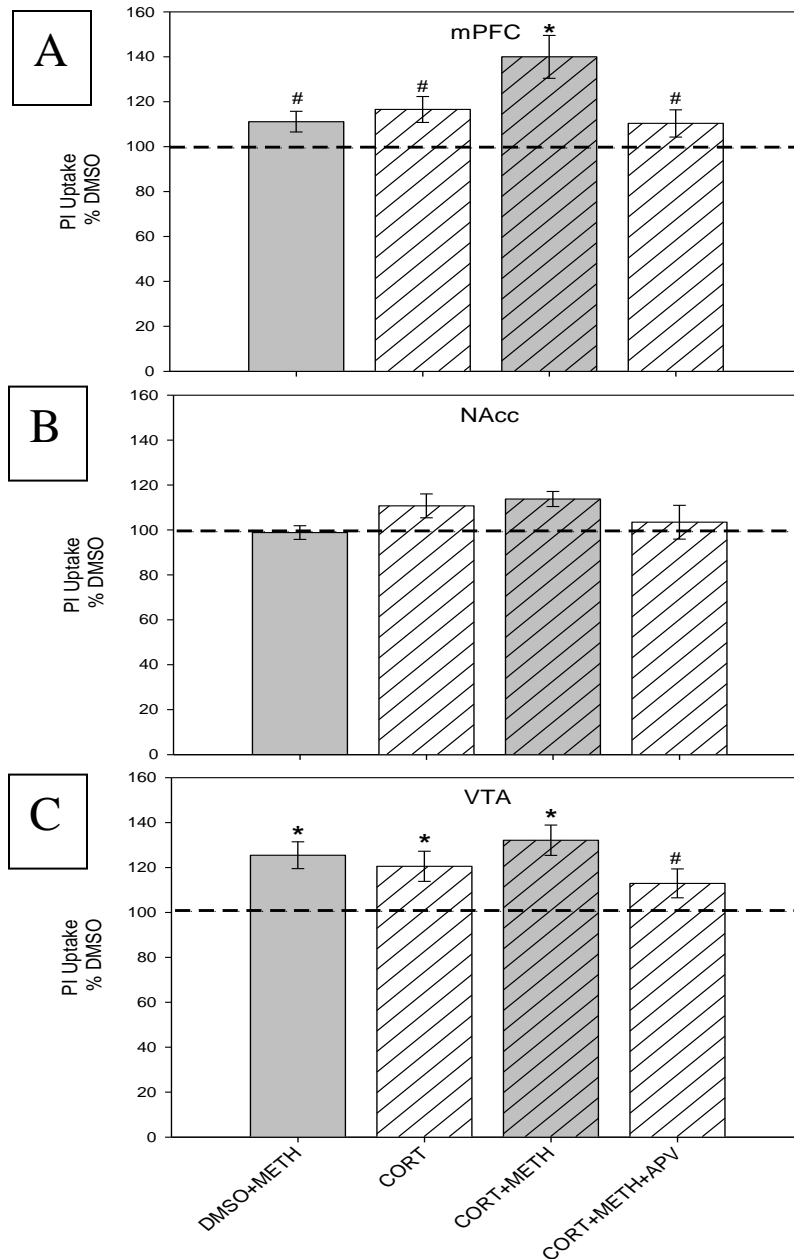 A
mPFC
160
140
120
100
80
60
40
20
0
PI Uptake
% DMSO
#
#
*
#
B
NAcc
160
140
120
100
80
60
40
20
0
PI Uptake
% DMSO
C
VTA
160
140
120
100
80
60
40
20
0
PI Uptake
% DMSO
*
*
*
#
DMSO+METH
CORT
CORT+METH
CORT+METH+APV